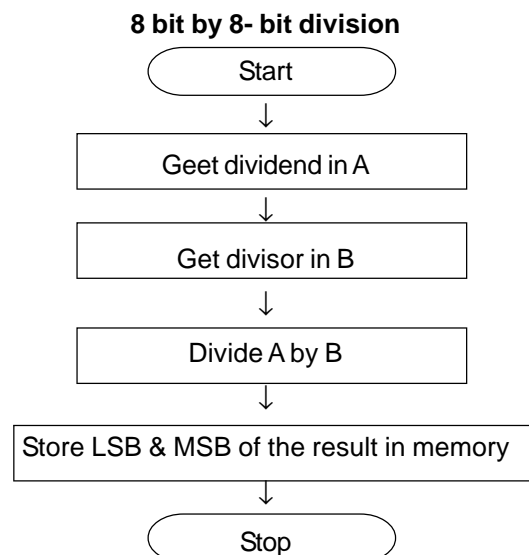 8 bit by 8- bit division
Start
Geet dividend in A
Get divisor in B
Divide A by B
Store LSB & MSB of the result in memory
Stop